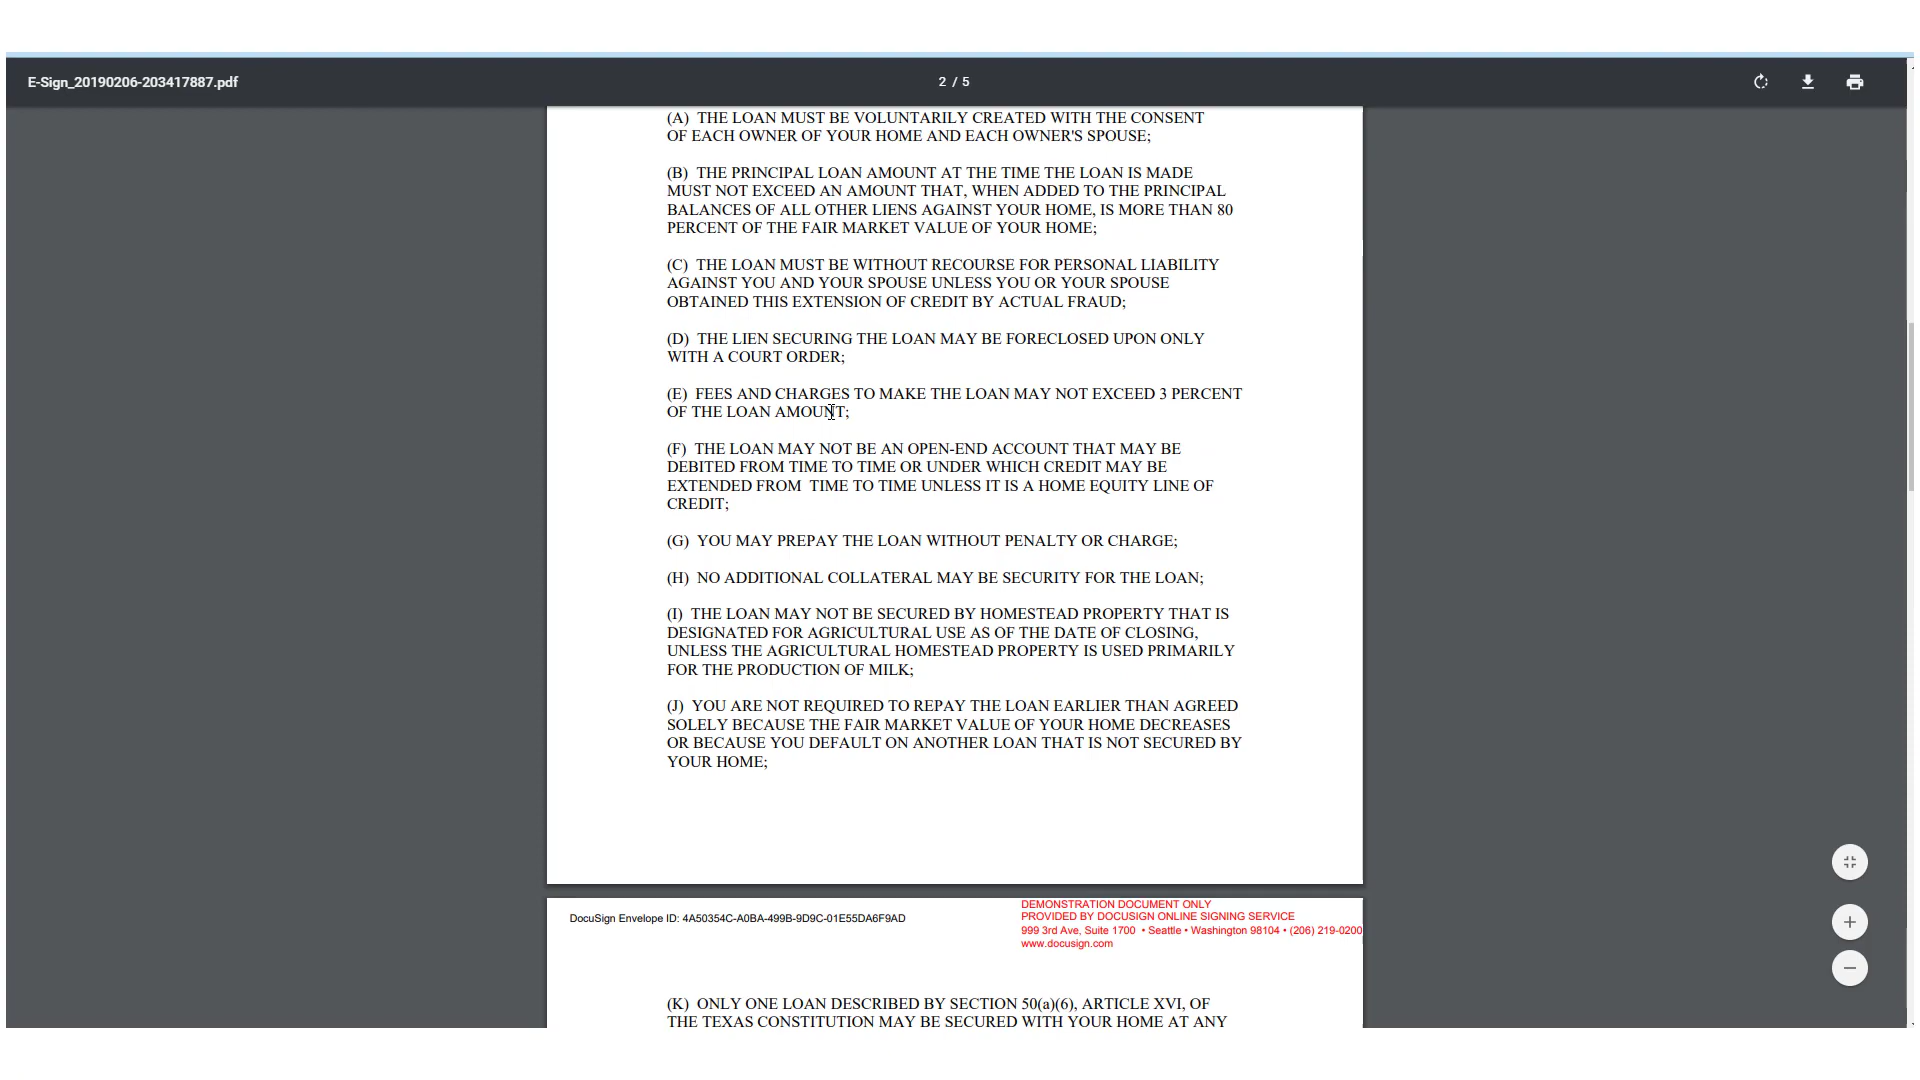 E-Sign_20190206-203417887.pdf
2 / 5
(A) THE LOAN MUST BE VOLUNTARILY CREATED WITH THE CONSENT
OF EACH OWNER OF YOUR HOME AND EACH OWNER'S SPOUSE;
(B) THE PRINCIPAL LOAN AMOUNT AT THE TIME THE LOAN IS MADE
MUST NOT EXCEED AN AMOUNT THAT, WHEN ADDED TO THE PRINCIPAL
BALANCES OF ALL OTHER LIENS AGAINST YOUR HOME, IS MORE THAN 80
PERCENT OF THE FAIR MARKET VALUE OF YOUR HOME;
(C) THE LOAN MUST BE WITHOUT RECOURSE FOR PERSONAL LIABILITY
AGAINST YOU AND YOUR SPOUSE UNLESS YOU OR YOUR SPOUSE
OBTAINED THIS EXTENSION OF CREDIT BY ACTUAL FRAUD;
(D) THE LIEN SECURING THE LOAN MAY BE FORECLOSED UPON ONLY
WITH A COURT ORDER;
(E) FEES AND CHARGES TO MAKE THE LOAN MAY NOT EXCEED 3 PERCENT
OF THE LOAN AMOUNT;
(F) THE LOAN MAY NOT BE AN OPEN-END ACCOUNT THAT MAY BE
DEBITED FROM TIME TO TIME OR UNDER WHICH CREDIT MAY BE
EXTENDED FROM TIME TO TIME UNLESS IT IS A HOME EQUITY LINE OF
CREDIT;
(G) YOU MAY PREPAY THE LOAN WITHOUT PENALTY OR CHARGE;
(H) NO ADDITIONAL COLLATERAL MAY BE SECURITY FOR THE LOAN;
(I) THE LOAN MAY NOT BE SECURED BY HOMESTEAD PROPERTY THAT IS
DESIGNATED FOR AGRICULTURAL USE AS OF THE DATE OF CLOSING,
UNLESS THE AGRICULTURAL HOMESTEAD PROPERTY IS USED PRIMARILY
FOR THE PRODUCTION OF MILK;
(J) YOU ARE NOT REQUIRED TO REPAY THE LOAN EARLIER THAN AGREED
SOLELY BECAUSE THE FAIR MARKET VALUE OF YOUR HOME DECREASES
OR BECAUSE YOU DEFAULT ON ANOTHER LOAN THAT IS NOT SECURED BY
YOUR HOME;
DocuSign Envelope ID: 4A50354C-A0BA-499B-9D9C-01E55DA6F9AD
DEMONSTRATION DOCUMENT ONLY
PROVIDED BY DOCUSIGN ONLINE SIGNING SERVICE
999 3rd Ave, Suite 1700 • Seattle • Washington 98104 • (206) 219-0200
www.docusign.com
(K) ONLY ONE LOAN DESCRIBED BY SECTION 50(a)(6), ARTICLE XVI, OF
THE TEXAS CONSTITUTION MAY BE SECURED WITH YOUR HOME AT ANY